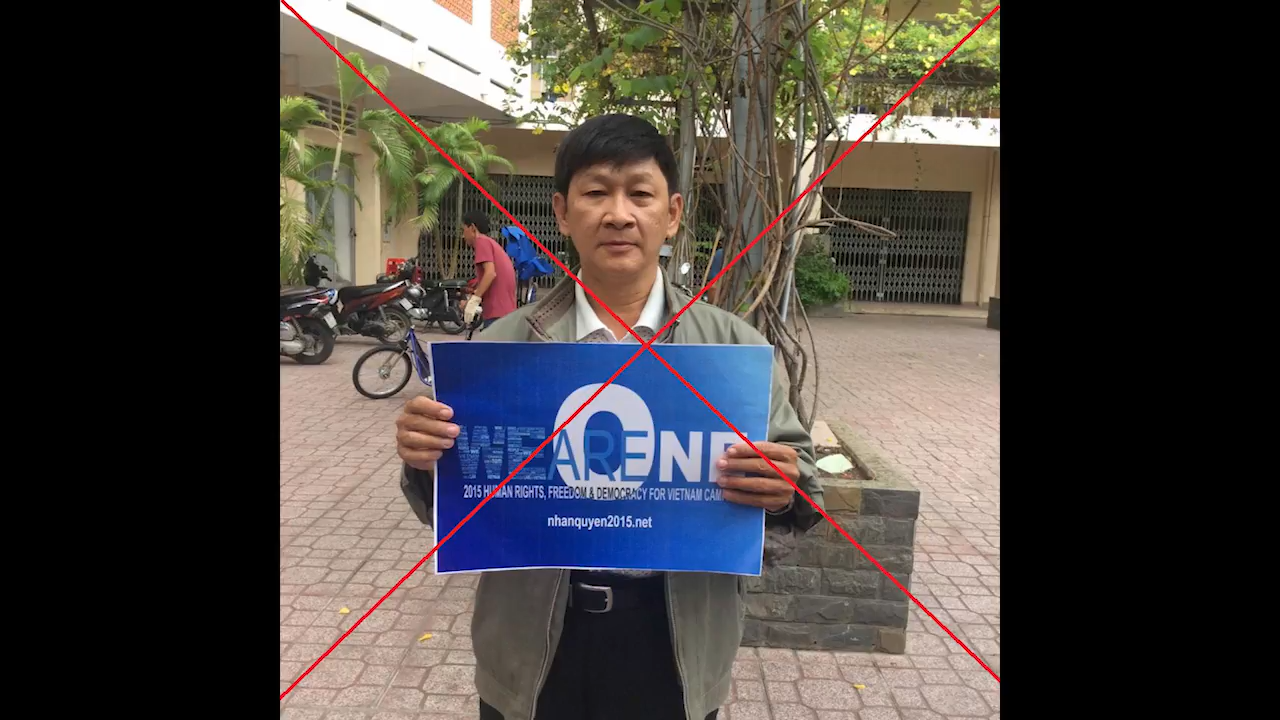 WE ARE ONE
2015 HUMAN RIGHTS, FREEDOM & DEMOCRACY FOR VIETNAM
nhanquyen2015.net